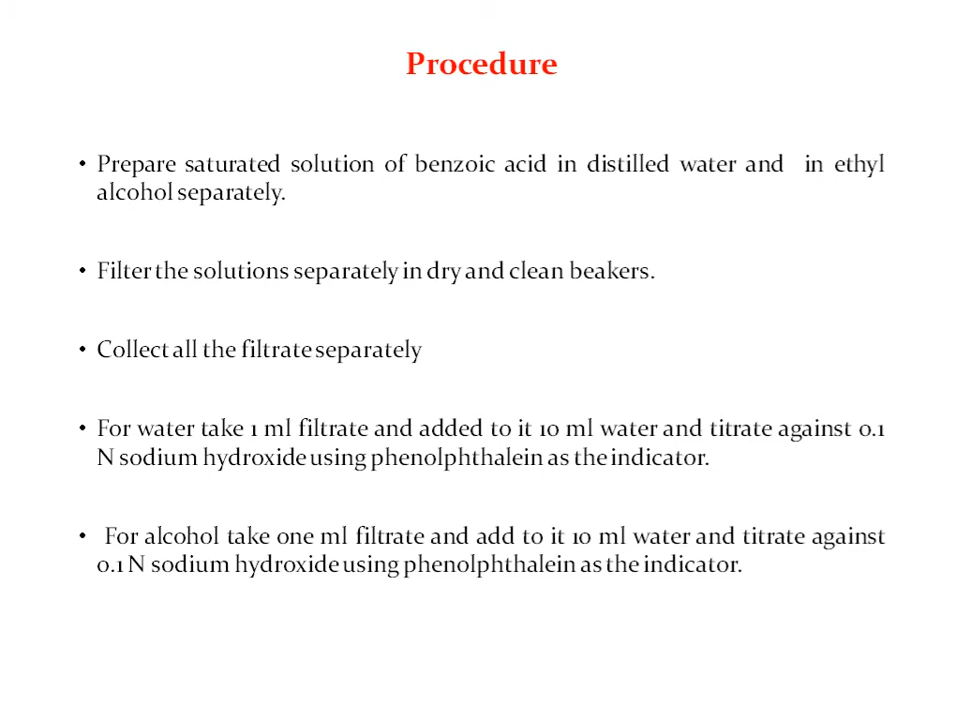 Procedure
• Prepare saturated solution of benzoic acid in distilled water and in ethyl
alcohol separately.
• Filter the solutions separately in dry and clean beakers.
• Collect all the filtrate separately
• For water take 1 ml filtrate and added to it 10 ml water and titrate against 0.1
N sodium hydroxide using phenolphthalein as the indicator.
• For alcohol take one ml filtrate and add to it 10 ml water and titrate against
0.1 N sodium hydroxide using phenolphthalein as the indicator.